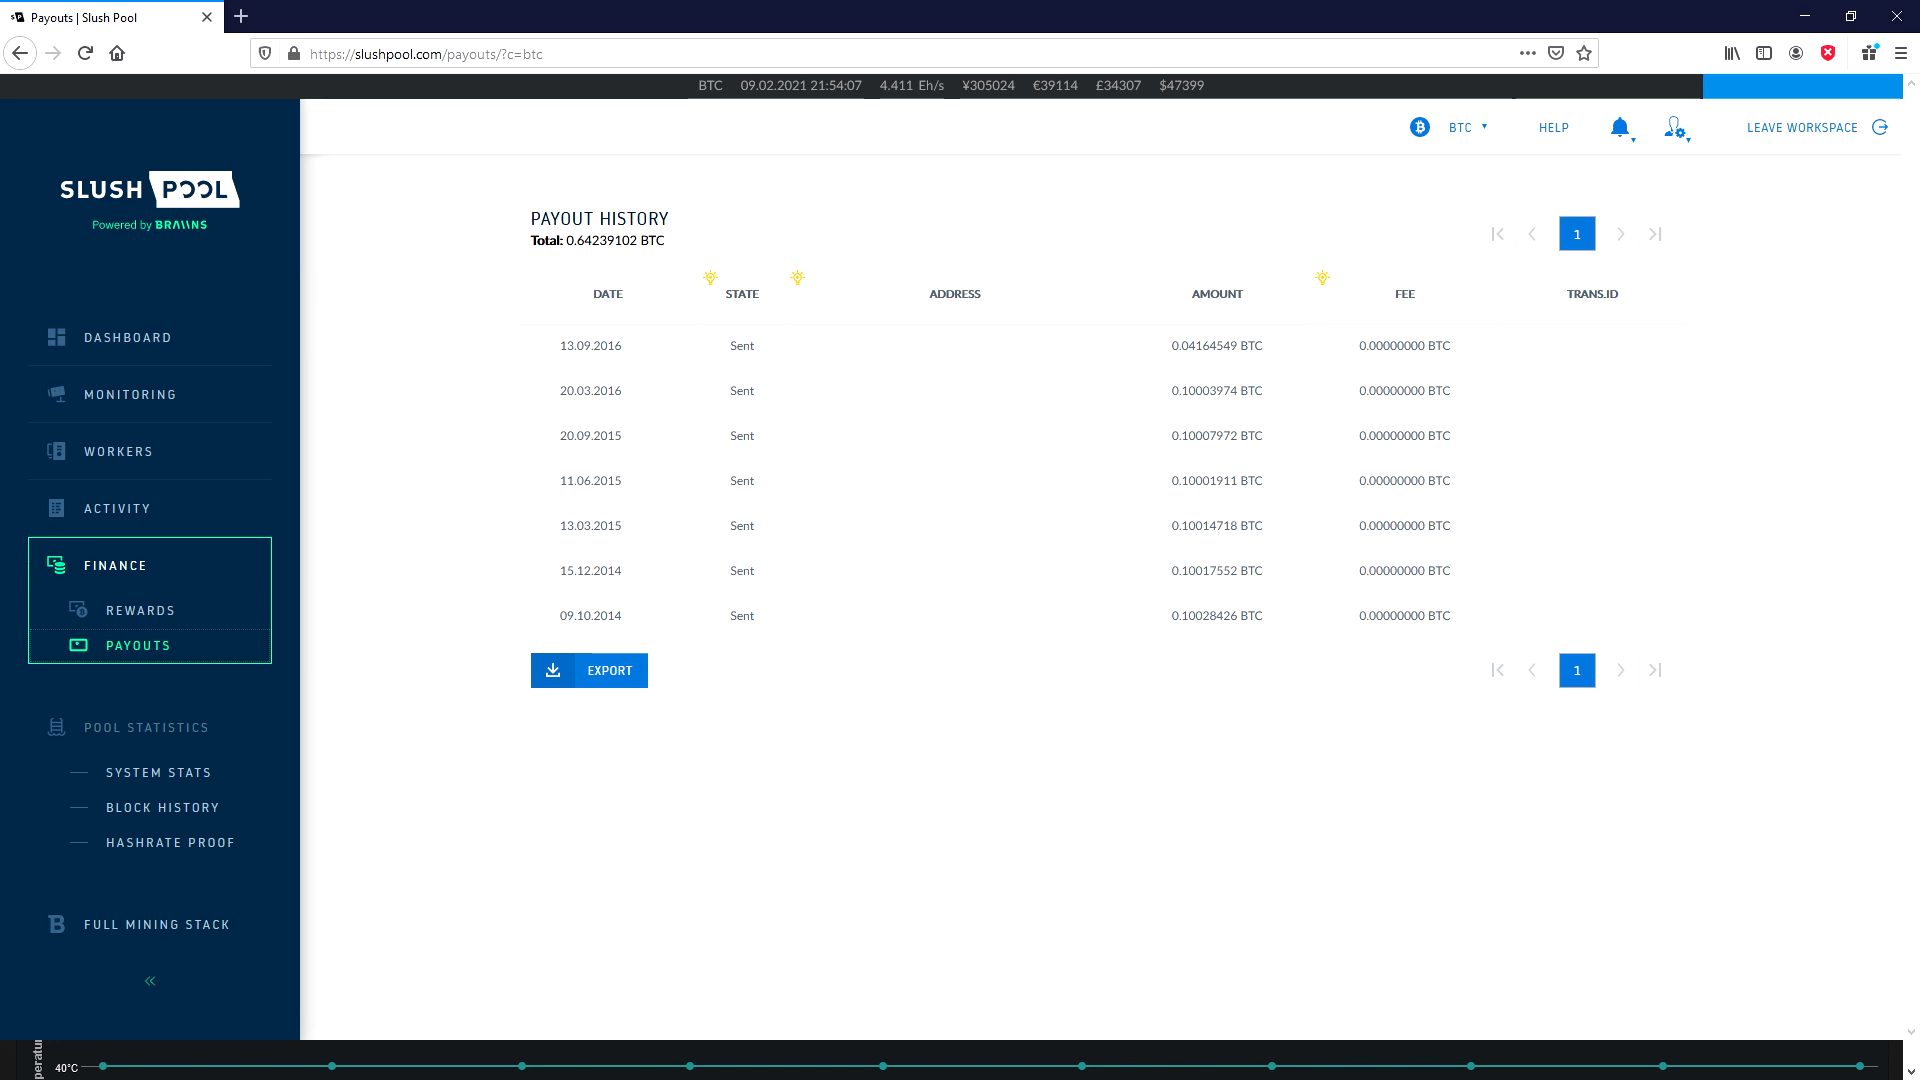 Payouts | Slush Pool
https://slushpool.com/payouts/?c=btc
BTC 09.02.2021 21:54:07 4.411 Eh/s ¥305024 €39114 £34307 $47399
BTC HELP LEAVE WORKSPACE
SLUSH POOL
Powered by BRAIINS
DASHBOARD
MONITORING
WORKERS
ACTIVITY
FINANCE
REWARDS
PAYOUTS
POOL STATISTICS
SYSTEM STATS
BLOCK HISTORY
HASHRATE PROOF
FULL MINING STACK
PAYOUT HISTORY
Total: 0.64239102 BTC
1
DATE STATE ADDRESS AMOUNT FEE TRANS.ID
13.09.2016 Sent 0.04164549 BTC 0.00000000 BTC
20.03.2016 Sent 0.10003974 BTC 0.00000000 BTC
20.09.2015 Sent 0.10007972 BTC 0.00000000 BTC
11.06.2015 Sent 0.10001911 BTC 0.00000000 BTC
13.03.2015 Sent 0.10014718 BTC 0.00000000 BTC
15.12.2014 Sent 0.10017552 BTC 0.00000000 BTC
09.10.2014 Sent 0.10028426 BTC 0.00000000 BTC
EXPORT 1
40°C